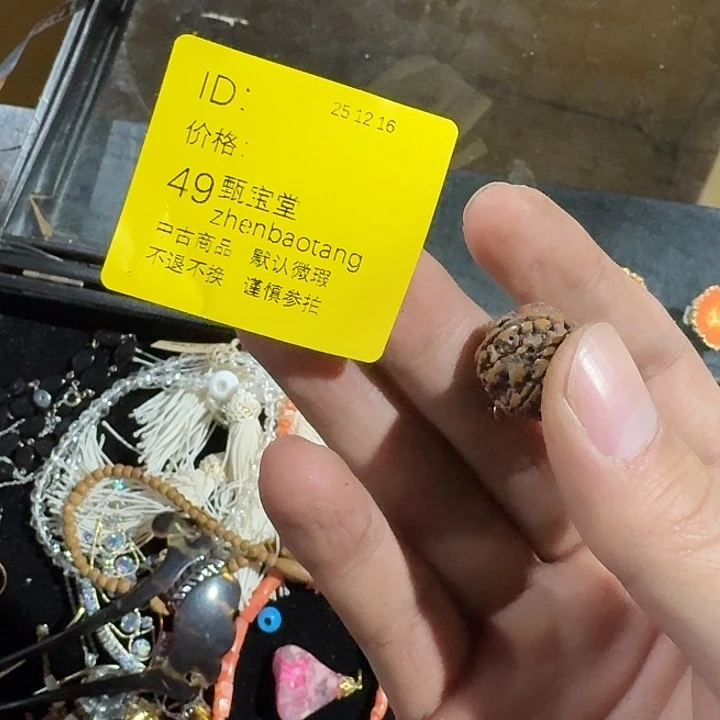 ID:
25 12 16
价格:
49 甄宝堂
zhenbaotang
中古商品 默认微瑕
不退不换 谨慎参拍